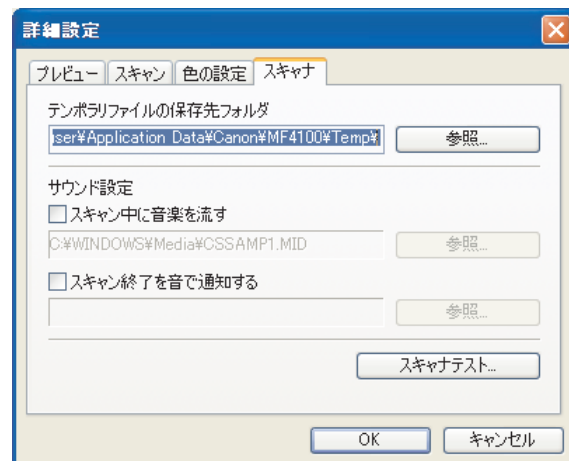 詳細設定
プレビュー スキャン 色の設定 スキャナ
テンポラリファイルの保存先フォルダ
ser¥Application Data¥Canon¥MF4100¥Temp¥ 参照...
サウンド設定
スキャン中に音楽を流す
C:¥WINDOWS¥Media¥CSSAMP1.MID 参照...
スキャン終了を音で通知する
参照...
スキャナテスト...
OK キャンセル